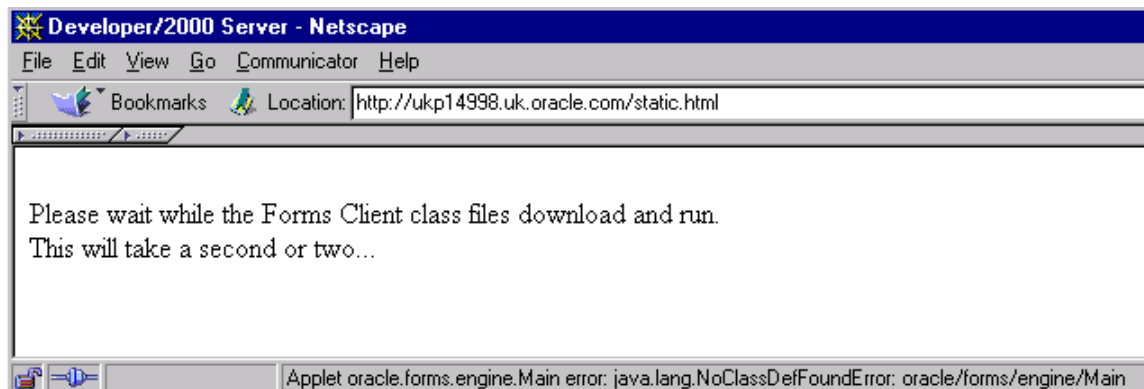 Developer/2000 Server - Netscape
File Edit View Go Communicator Help
Bookmarks Location: http://ukp14998.uk.oracle.com/static.html
Please wait while the Forms Client class files download and run.
This will take a second or two...
Applet oracle.forms.engine.Main error: java.lang.NoClassDefFoundError: oracle/forms/engine/Main